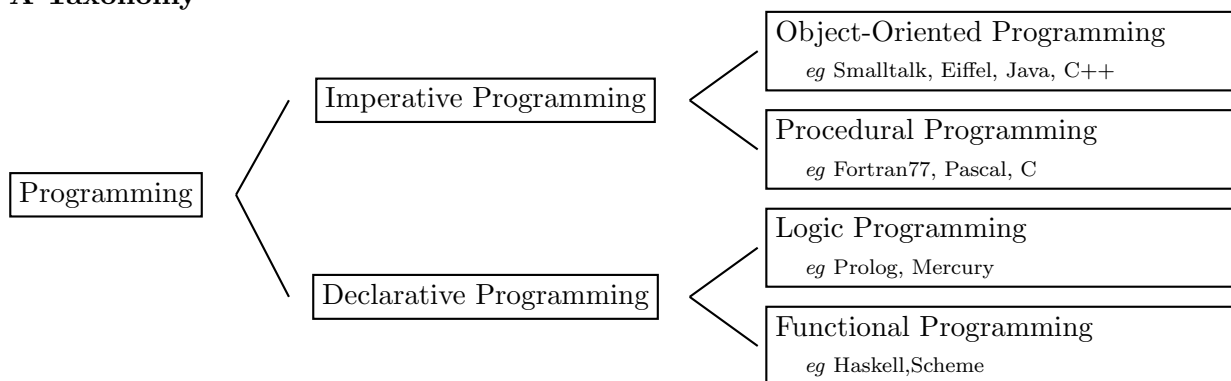 A Taxonomy
Object-Oriented Programming
eg Smalltalk, Eiffel, Java, C++
Imperative Programming
Procedural Programming
eg Fortran77, Pascal, C
Programming
Logic Programming
eg Prolog, Mercury
Declarative Programming
Functional Programming
eg Haskell,Scheme